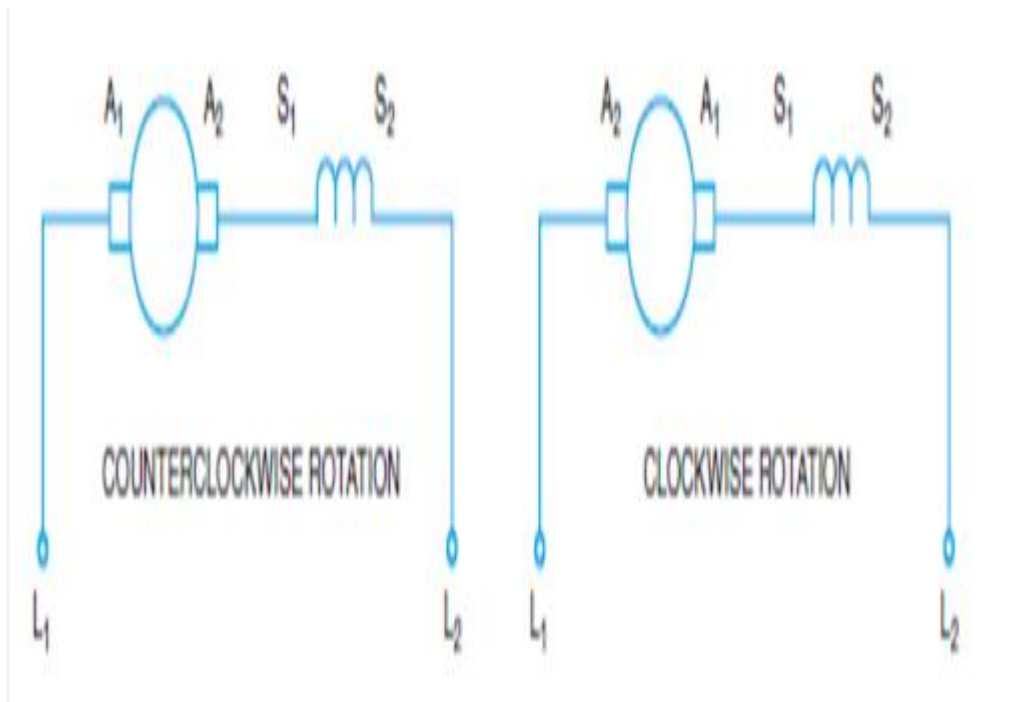 A₁ A₂ S₁ S₂ A₂ A₁ S₁ S₂
COUNTERCLOCKWISE ROTATION CLOCKWISE ROTATION
L₁ L₂ L₁ L₂